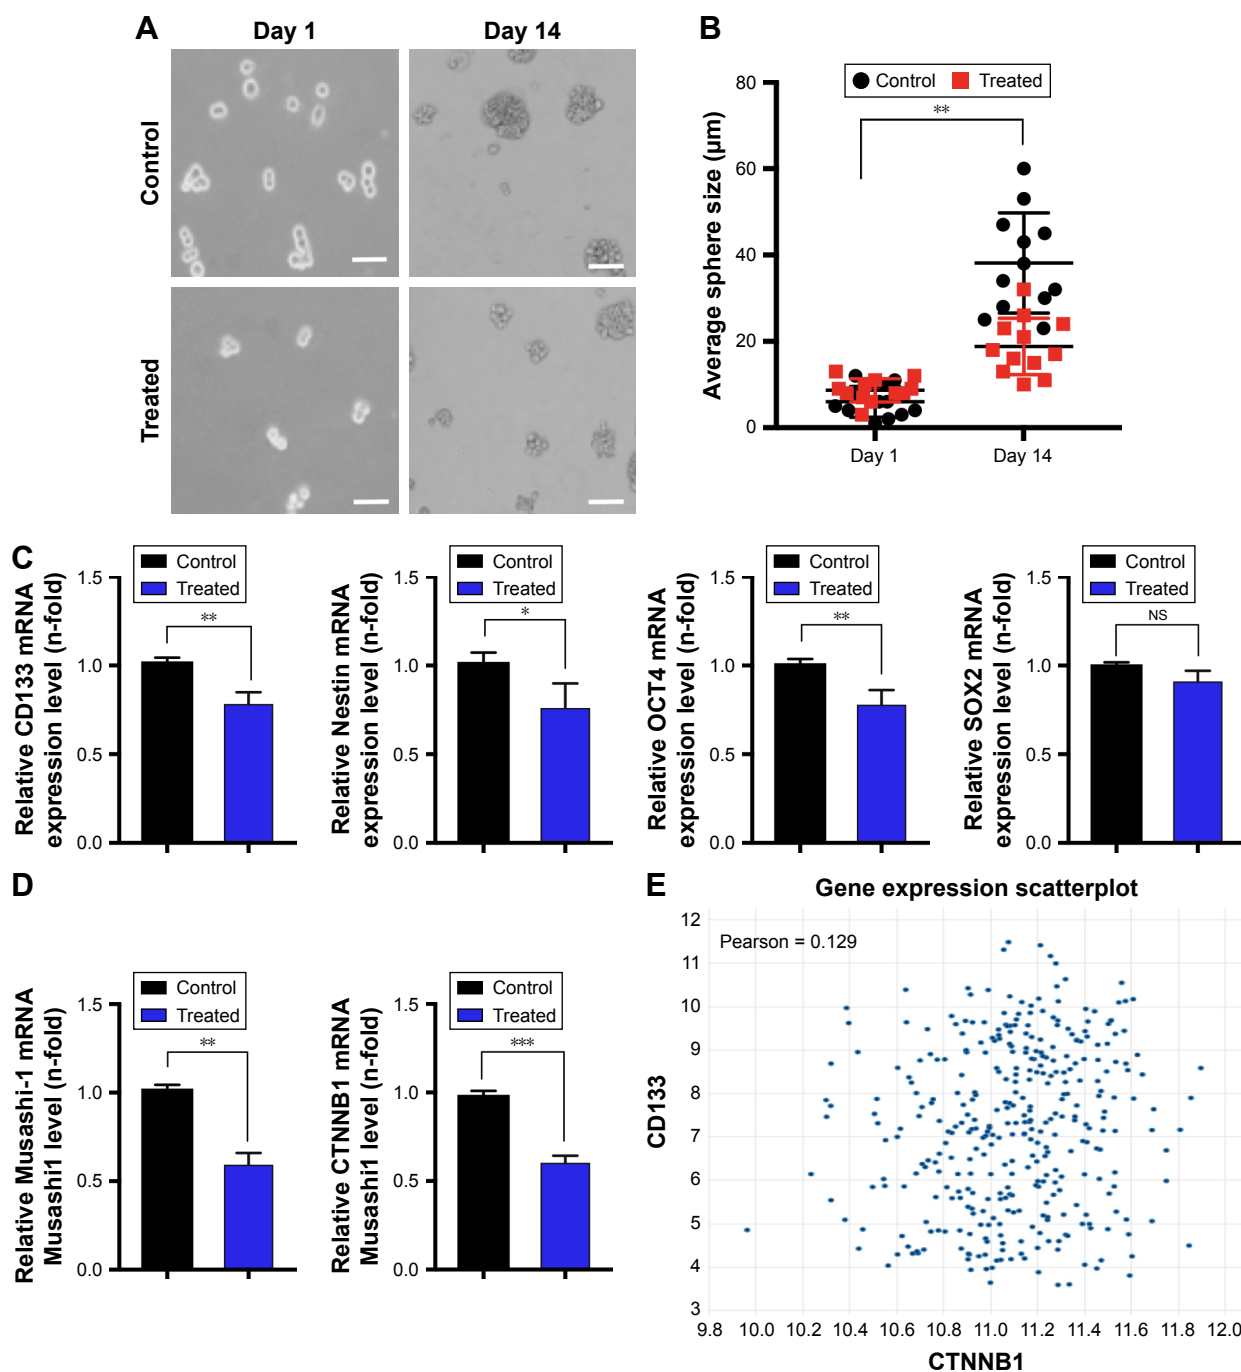 A
Day 1
Day 14
Control
Treated
B
Control
Treated
**
Average sphere size (µm)
80
60
40
20
0
Day 1
Day 14
C
Control
Treated
**
Relative CD133 mRNA
expression level (n-fold)
1.5
1.0
0.5
0.0
Control
Treated
*
Relative Nestin mRNA
expression level (n-fold)
1.5
1.0
0.5
0.0
Control
Treated
**
Relative OCT4 mRNA
expression level (n-fold)
1.5
1.0
0.5
0.0
Control
Treated
NS
Relative SOX2 mRNA
expression level (n-fold)
1.5
1.0
0.5
0.0
D
Control
Treated
**
Relative Musashi-1 mRNA
Musashi1 level (n-fold)
1.5
1.0
0.5
0.0
Control
Treated
***
Relative CTNNB1 mRNA
Musashi1 level (n-fold)
1.5
1.0
0.5
0.0
E
Gene expression scatterplot
Pearson = 0.129
CD133
12
11
10
9
8
7
6
5
4
3
9.8 10.0 10.2 10.4 10.6 10.8 11.0 11.2 11.4 11.6 11.8 12.0
CTNNB1